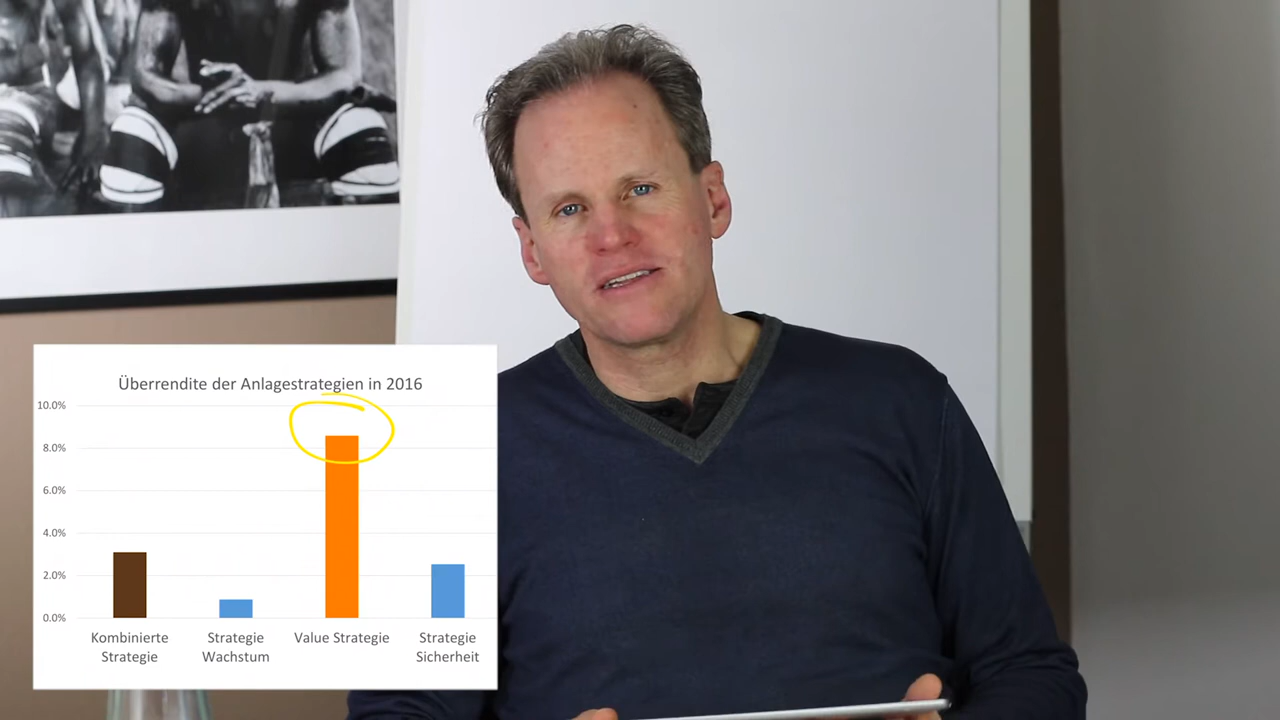 Überrendite der Anlagestrategien in 2016
10.0%
8.0%
6.0%
4.0%
2.0%
0.0%
Kombinierte
Strategie
Strategie
Wachstum
Value Strategie
Strategie
Sicherheit